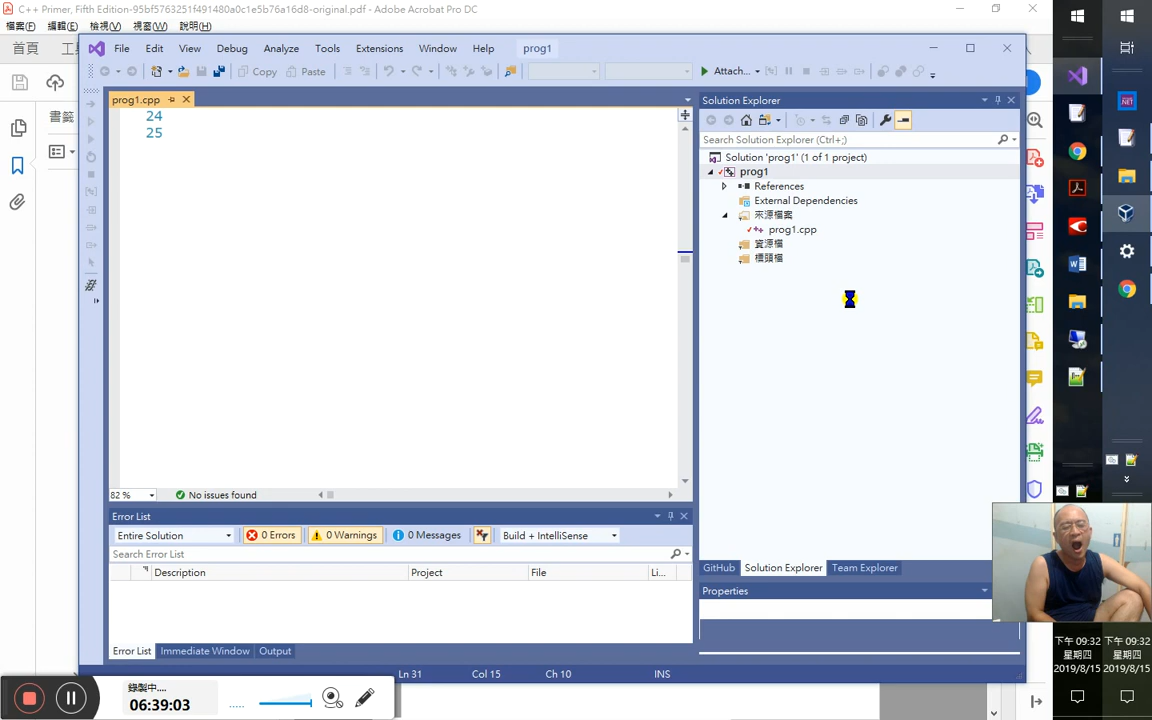 C++ Primer, Fifth Edition-95bf5763251f491480a0c1e5b76a16d8-original.pdf - Adobe Acrobat Pro DC
檔案(F) 編輯(E) 檢視(V) 視窗(W) 說明(H)
首頁
File Edit View Debug Analyze Tools Extensions Window Help prog1
Copy Paste Attach...
prog1.cpp
24
25
書籤
82 %
No issues found
Solution Explorer
Search Solution Explorer (Ctrl+;)
Solution 'prog1' (1 of 1 project)
prog1
References
External Dependencies
來源檔案
prog1.cpp
資源檔
標頭檔
GitHub Solution Explorer Team Explorer
Properties
Error List
Entire Solution 0 Errors 0 Warnings 0 Messages Build + IntelliSense
Search Error List
Description Project File Li...
Error List Immediate Window Output
Ln 31 Col 15 Ch 10 INS
錄製中....
06:39:03
下午 09:32
星期四
2019/8/15
下午 09:32
星期四
2019/8/15